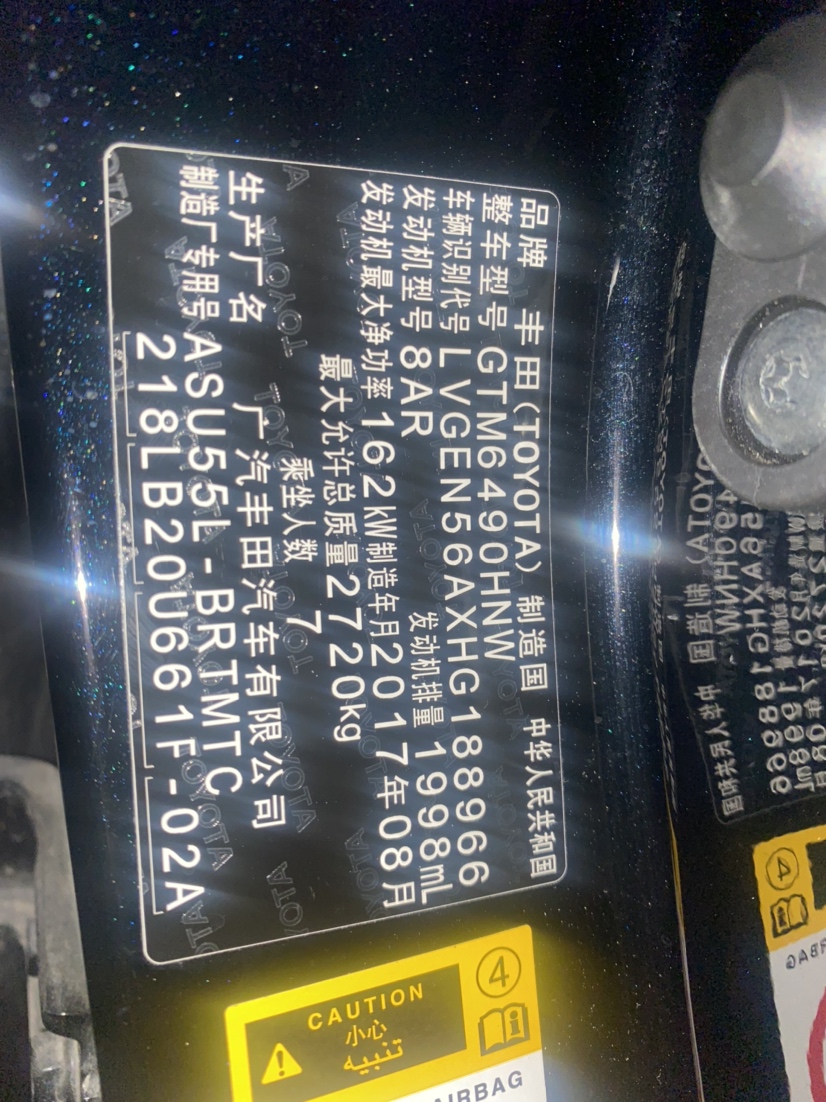 品牌 丰田(TOYOTA) 制造国 中华人民共和国
整车型号 GTM6490HNW
车辆识别代号 LVGEN56AXHG188966
发动机型号 8AR 发动机排量 1998mL
发动机最大净功率 162kW 制造年月 2017年08月
最大允许总质量 2720kg
乘坐人数 7
生产厂名 广汽丰田汽车有限公司
制造厂专用号 ASU55L-BRTMTC
218LB20U661F-02A
4
CAUTION
小心
تنبيه
AIRBAG